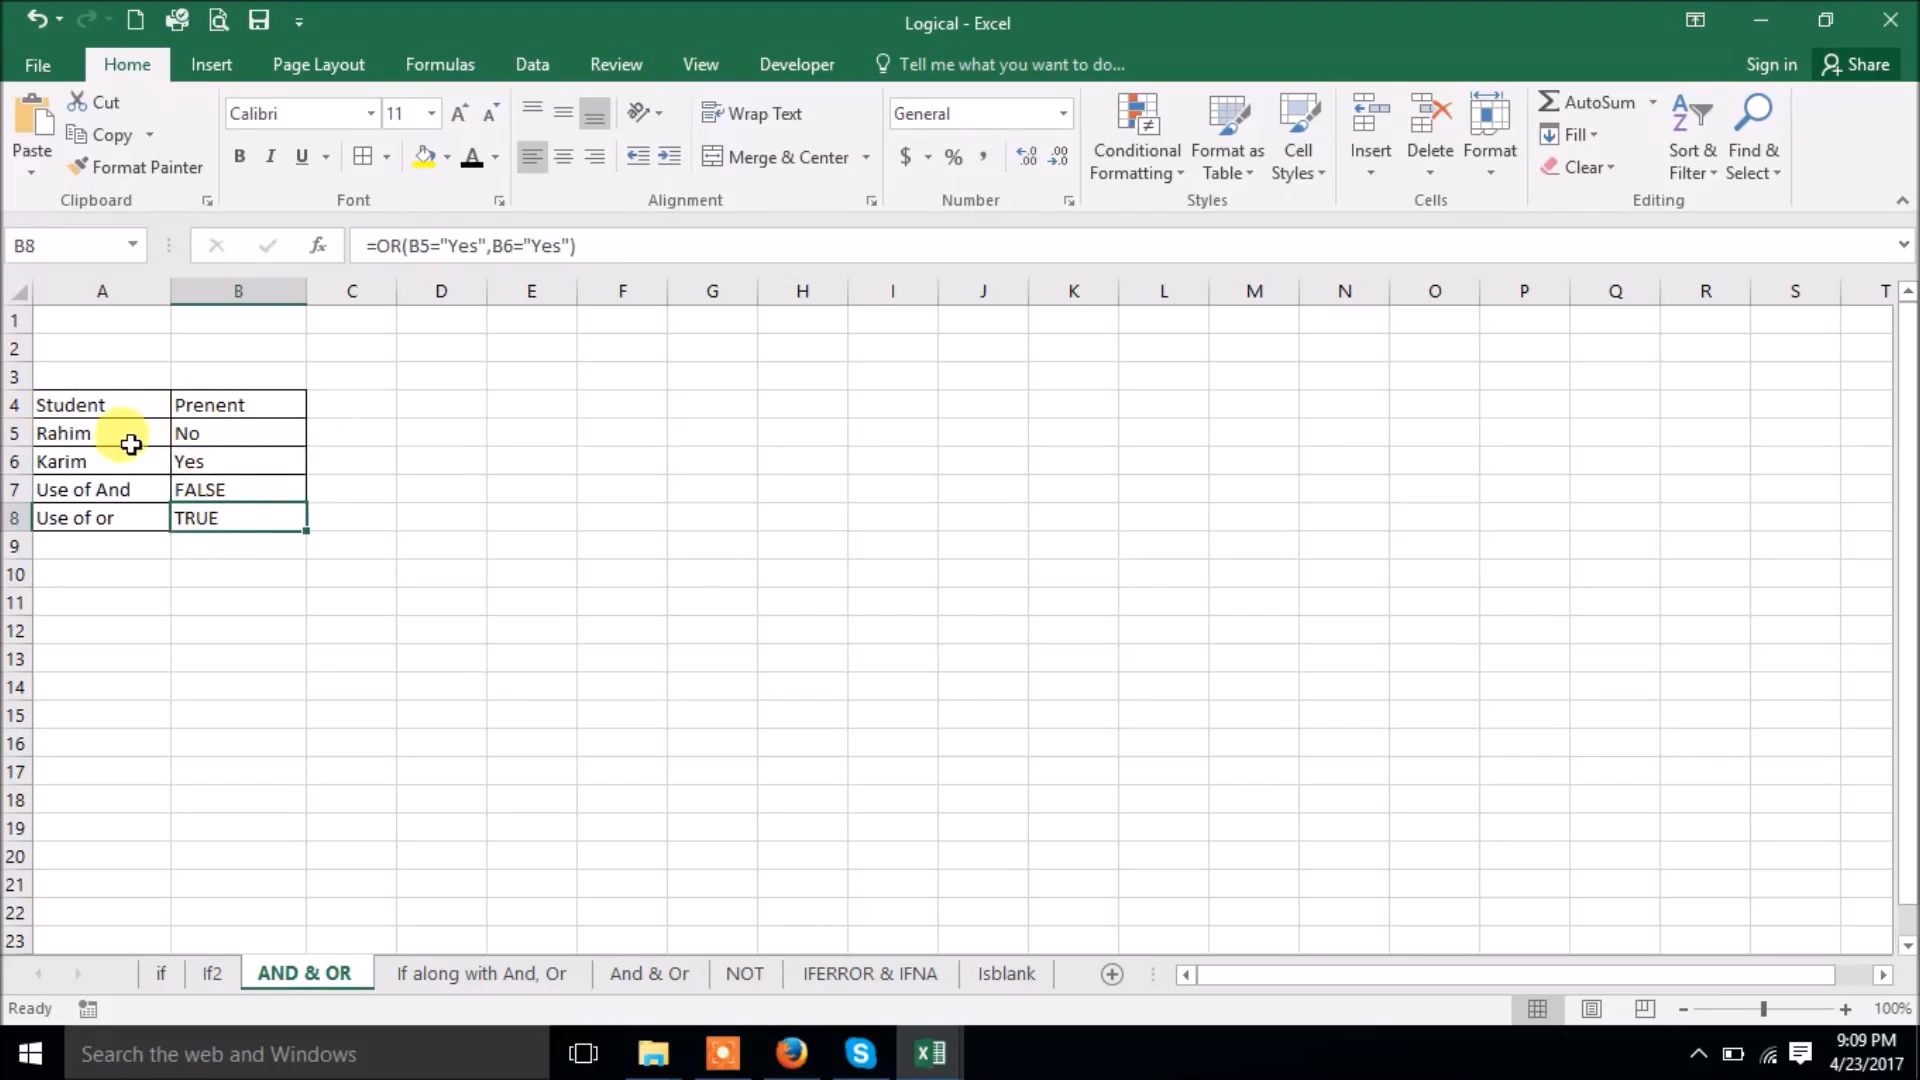 Logical - Excel
File Home Insert Page Layout Formulas Data Review View Developer Tell me what you want to do... Sign in Share
Paste Cut Copy Format Painter
Clipboard
Calibri 11
B I U
Font
Wrap Text
Merge & Center
Alignment
General
$ % ,
Number
Conditional Formatting Format as Table Cell Styles
Styles
Insert Delete Format
Cells
AutoSum Fill Clear Sort & Filter Find & Select
Editing
B8 fx =OR(B5="Yes",B6="Yes")
A B C D E F G H I J K L M N O P Q R S T
1
2
3
4 Student Prenent
5 Rahim No
6 Karim Yes
7 Use of And FALSE
8 Use of or TRUE
9
10
11
12
13
14
15
16
17
18
19
20
21
22
23
if If2 AND & OR If along with And, Or And & Or NOT IFERROR & IFNA Isblank
Ready 100%
Search the web and Windows 9:09 PM
4/23/2017